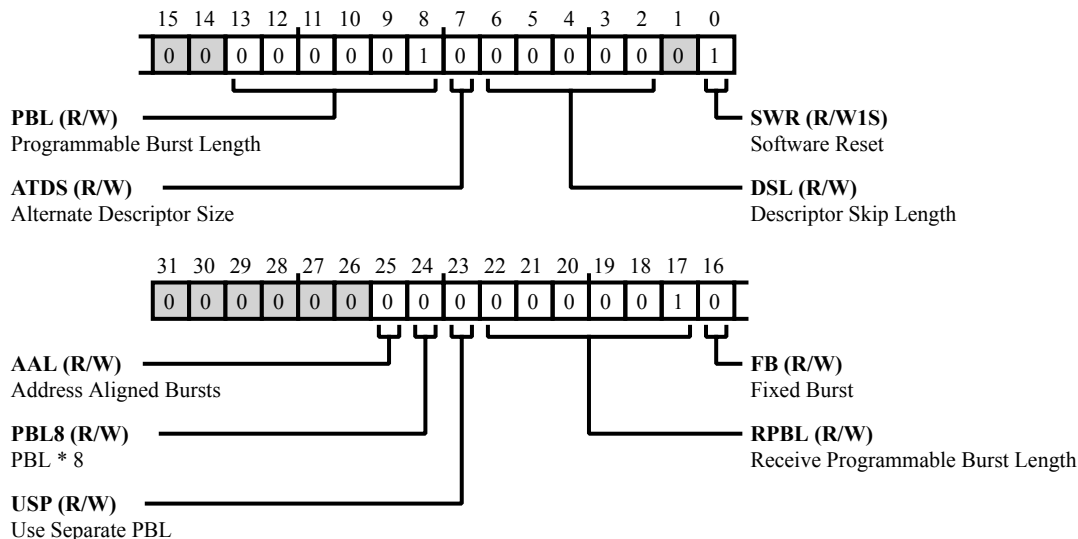 15 14 13 12 11 10 9 8 7 6 5 4 3 2 1 0
0 0 0 0 0 0 0 1 0 0 0 0 0 0 0 1
PBL (R/W)
Programmable Burst Length
SWR (R/W1S)
Software Reset
ATDS (R/W)
Alternate Descriptor Size
DSL (R/W)
Descriptor Skip Length
31 30 29 28 27 26 25 24 23 22 21 20 19 18 17 16
0 0 0 0 0 0 0 0 0 0 0 0 0 0 1 0
AAL (R/W)
Address Aligned Bursts
FB (R/W)
Fixed Burst
PBL8 (R/W)
PBL * 8
RPBL (R/W)
Receive Programmable Burst Length
USP (R/W)
Use Separate PBL